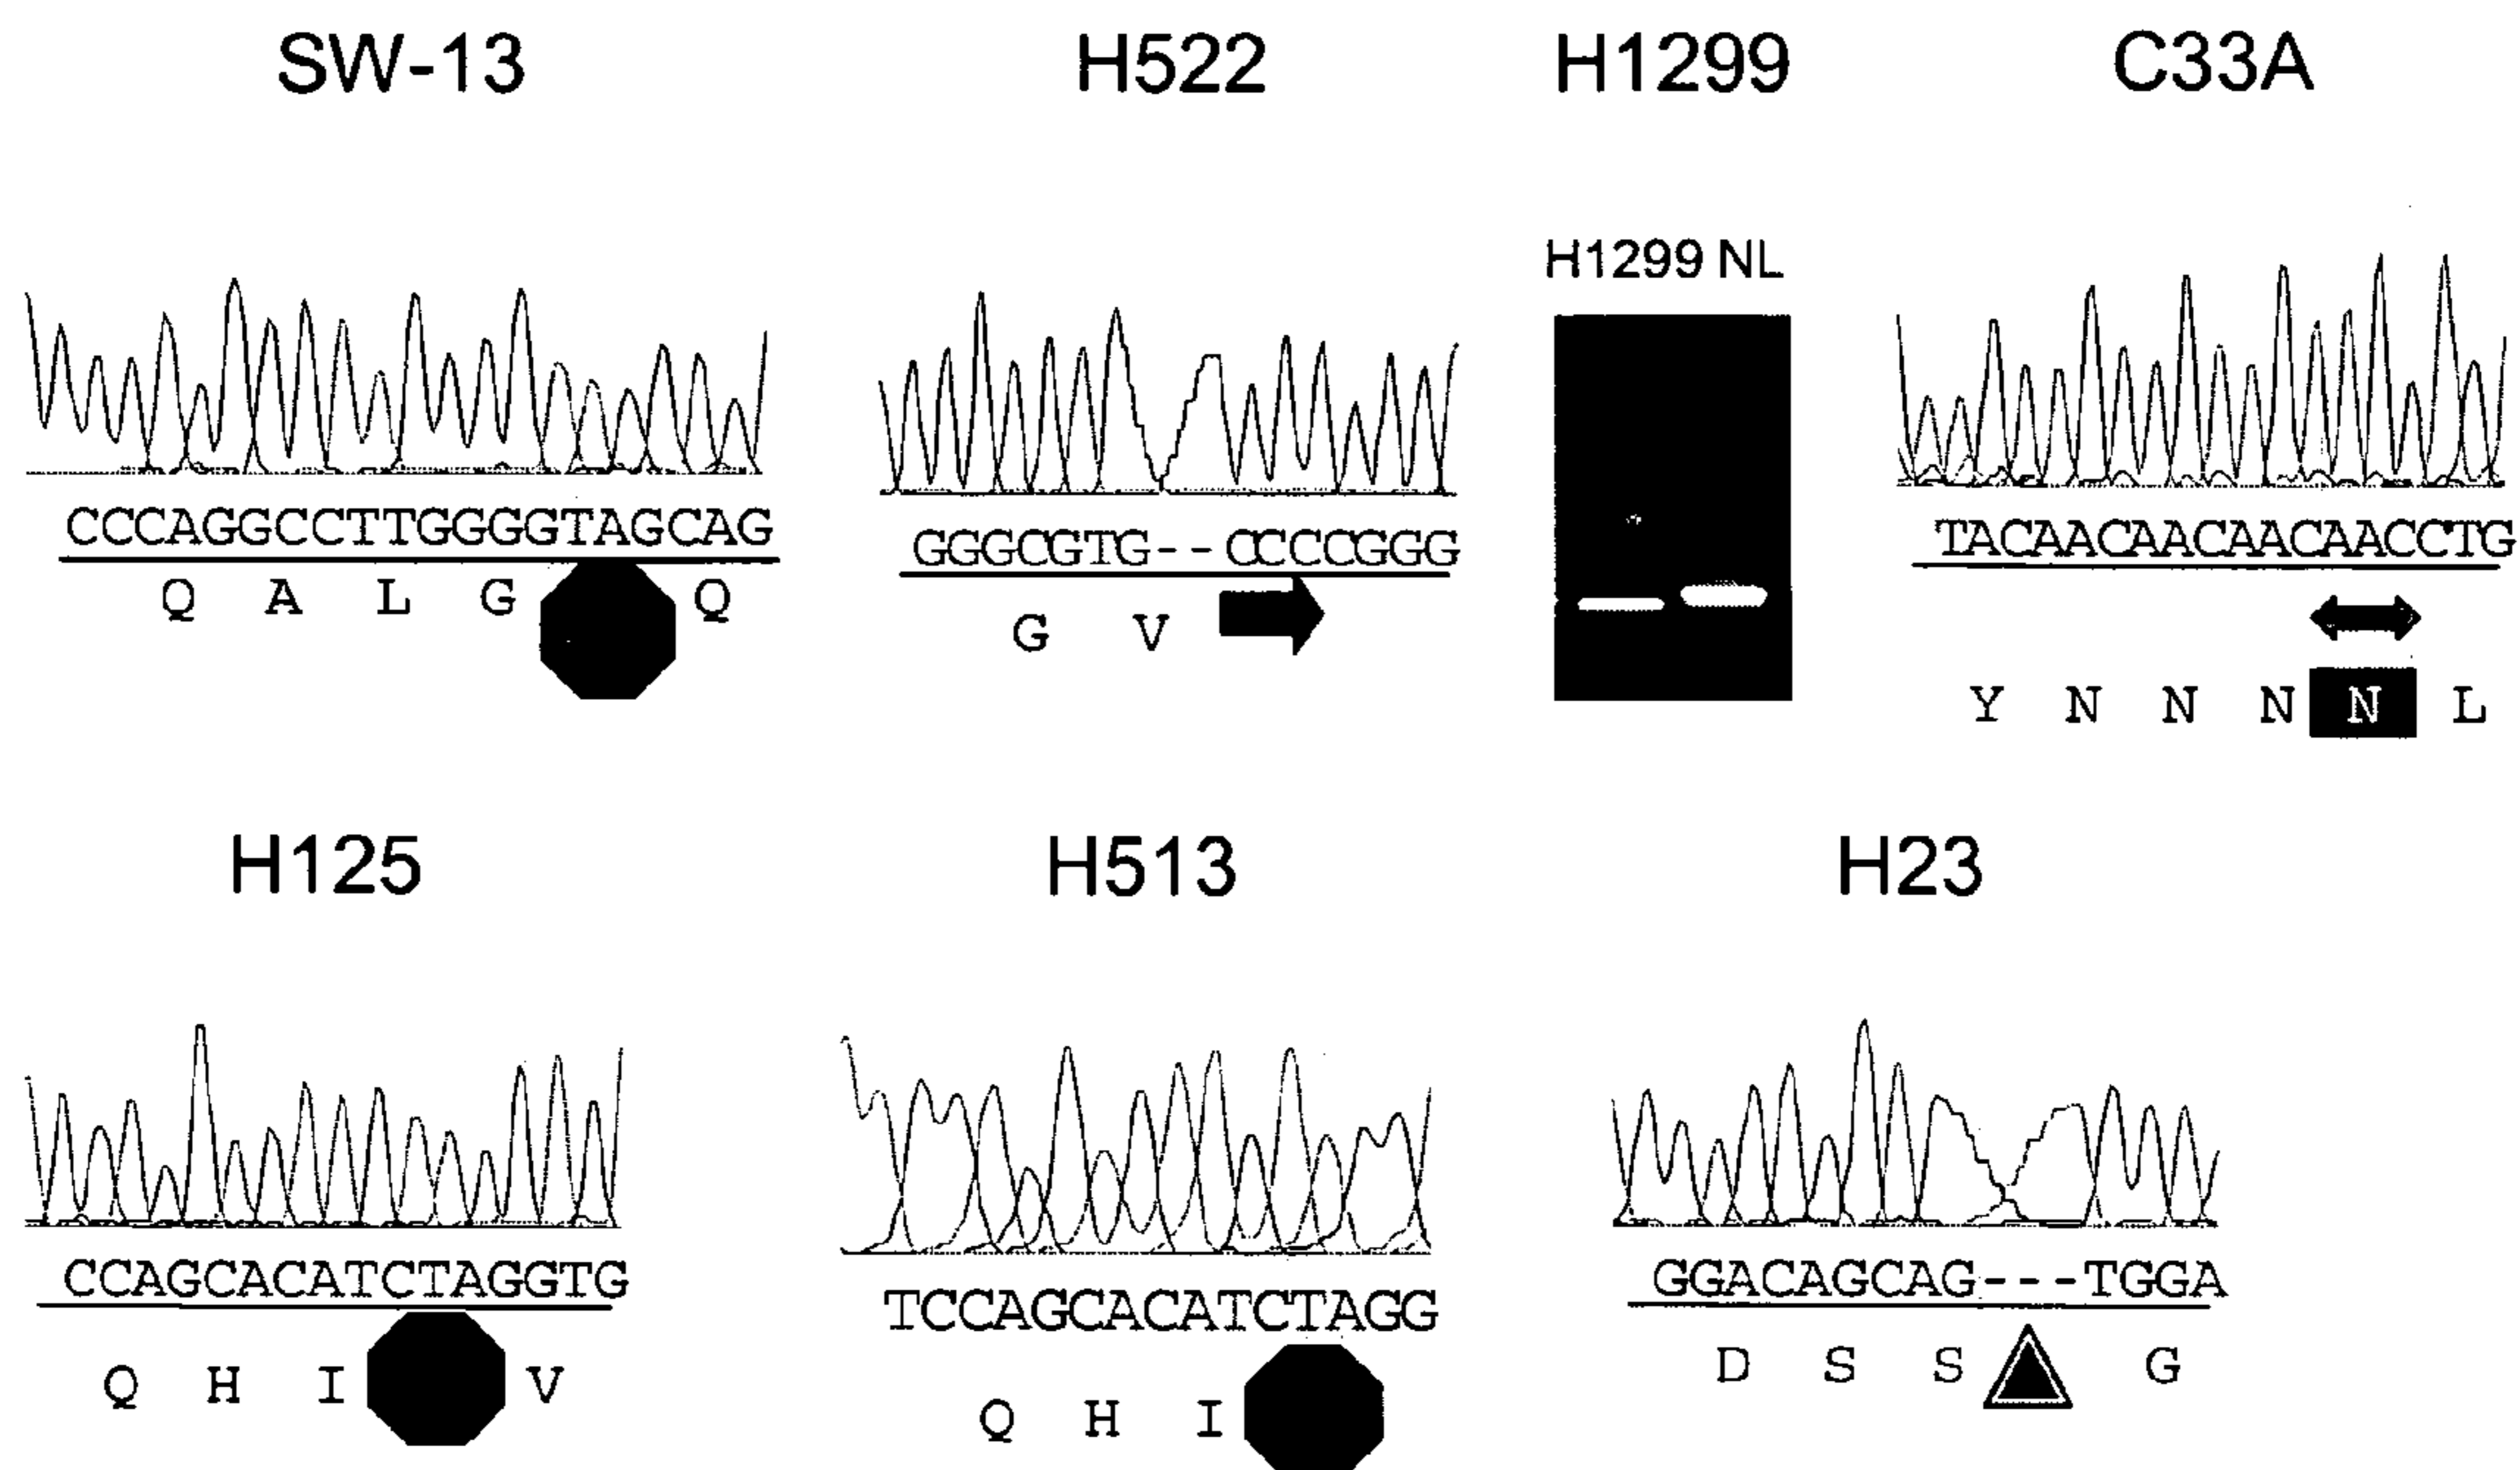 SW-13 H522 H1299 C33A
H1299 NL
CCCAGGCCTTGGGGTAGCAG
Q A L G Q
GGGCGTG--CCCCGGG
G V
TACAACAACAACAACCTG
Y N N N N L
H125 H513 H23
CCAGCACATCTAGGTG
Q H I V
TCCAGCACATCTAGG
Q H I
GGACAGCAG---TGGA
D S S G